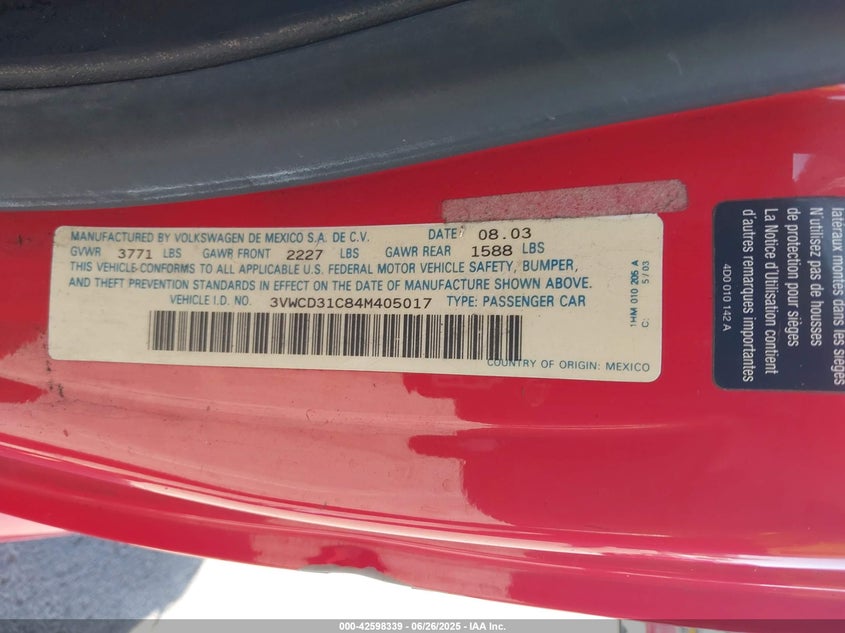 MANUFACTURED BY VOLKSWAGEN DE MEXICO S.A. DE C.V. DATE: 08.03
GVWR 3771 LBS GAWR FRONT 2227 LBS GAWR REAR 1588 LBS
THIS VEHICLE CONFORMS TO ALL APPLICABLE U.S. FEDERAL MOTOR VEHICLE SAFETY, BUMPER,
AND THEFT PREVENTION STANDARDS IN EFFECT ON THE DATE OF MANUFACTURE SHOWN ABOVE.
VEHICLE I.D. NO. 3VWCD31C84M405017 TYPE: PASSENGER CAR
COUNTRY OF ORIGIN: MEXICO
1HM 010 205 A
C: 5/03
latéraux montés dans les sièges
N'utilisez pas de housses
de protection pour sièges
La Notice d'Utilisation contient
d'autres remarques importantes
4D0 010 142 A
000-42598339 - 06/26/2025 - IAA Inc.